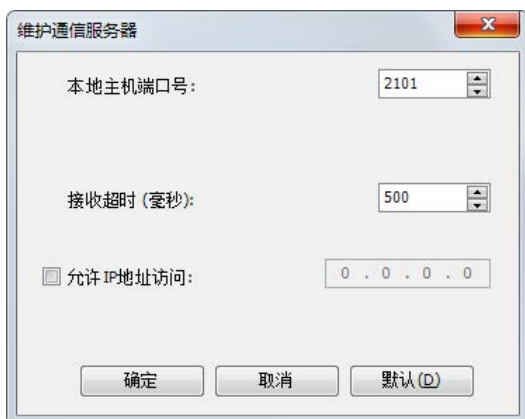 维护通信服务器
本地主机端口号: 2101
接收超时(毫秒): 500
允许IP地址访问: 0 . 0 . 0 . 0
确定 取消 默认(D)